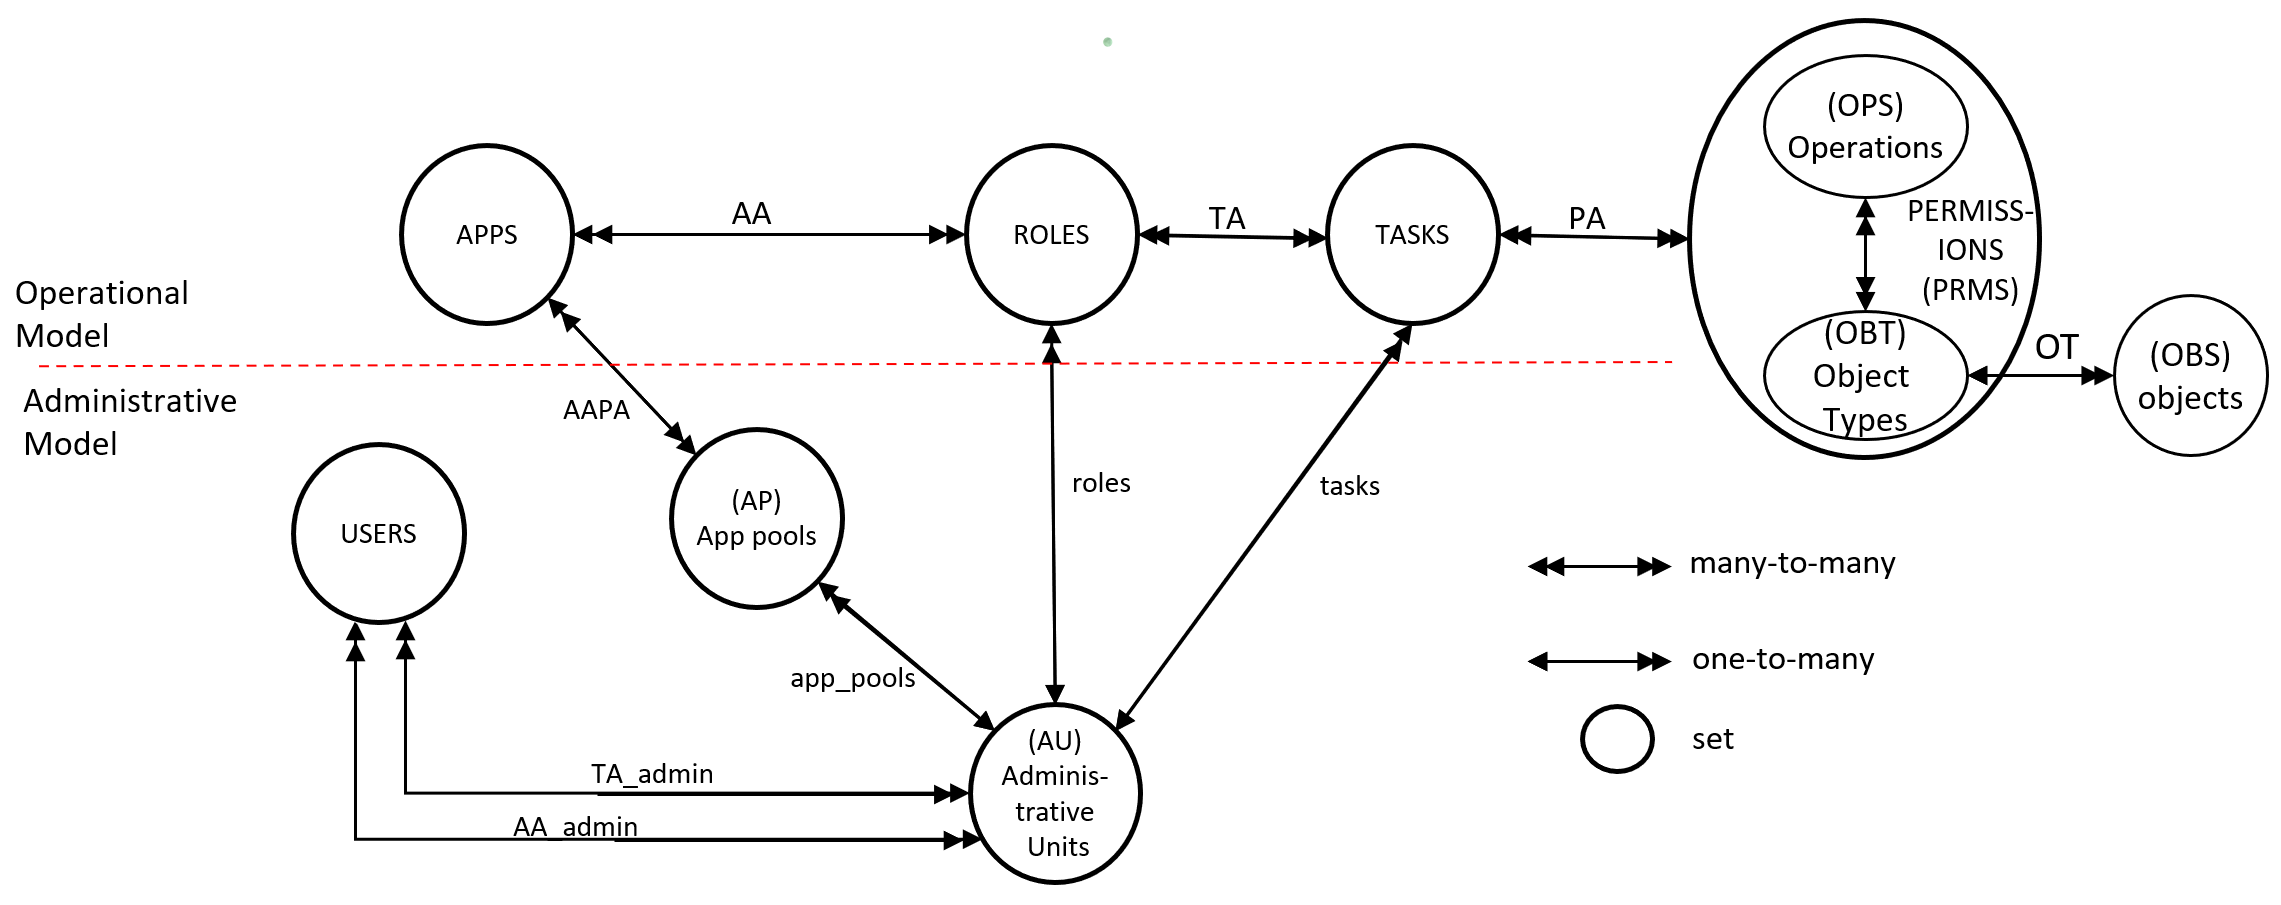 (OPS)
Operations
AA
TA
PA
PERMISS-
IONS
(PRMS)
APPS
ROLES
TASKS
Operational
Model
(OBT)
Object
Types
OT
(OBS)
objects
Administrative
Model
AAPA
USERS
(AP)
App pools
roles
tasks
many-to-many
one-to-many
set
app_pools
(AU)
Adminis-
trative
Units
TA_admin
AA_admin